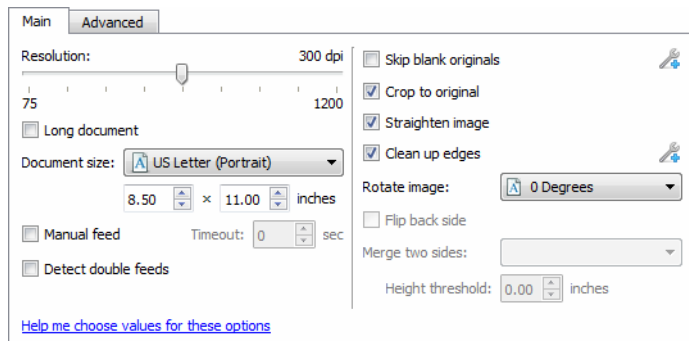 Main Advanced
Resolution: 300 dpi
75 1200
Long document
Document size: US Letter (Portrait)
8.50 × 11.00 inches
Manual feed Timeout: 0 sec
Detect double feeds
Help me choose values for these options
Skip blank originals
Crop to original
Straighten image
Clean up edges
Rotate image: 0 Degrees
Flip back side
Merge two sides:
Height threshold: 0.00 inches